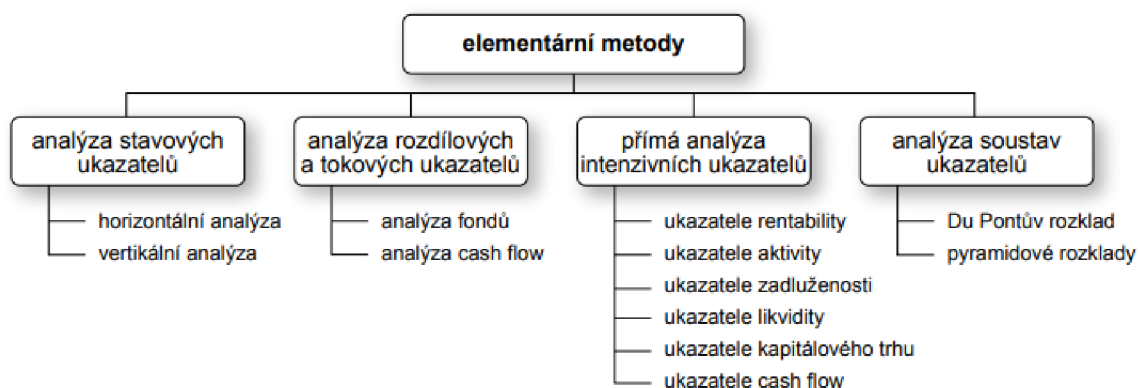 elementární metody
analýza stavových
ukazatelů
horizontální analýza
vertikální analýza
analýza rozdílových
a tokových ukazatelů
analýza fondů
analýza cash flow
přímá analýza
intenzivních ukazatelů
ukazatele rentability
ukazatele aktivity
ukazatele zadluženosti
ukazatele likvidity
ukazatele kapitálového trhu
ukazatele cash flow
analýza soustav
ukazatelů
Du Pontův rozklad
pyramidové rozklady